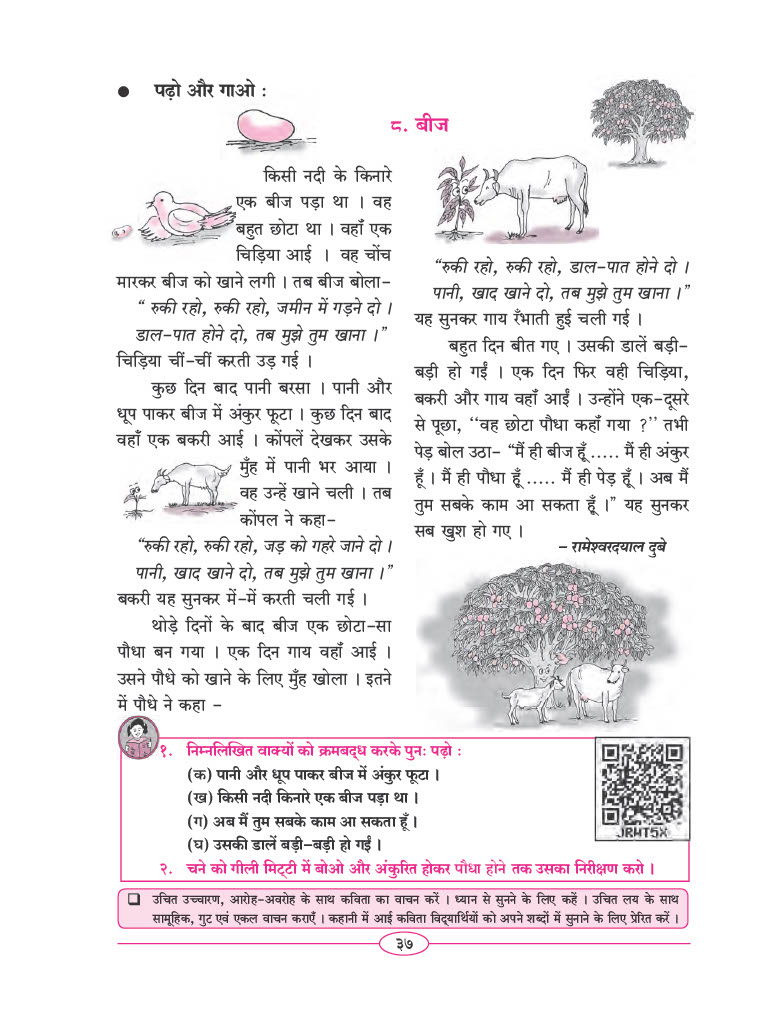 ● पढ़ो और गाओ :
८. बीज
किसी नदी के किनारे
एक बीज पड़ा था । वह
बहुत छोटा था । वहाँ एक
चिड़िया आई । वह चोंच
मारकर बीज को खाने लगी । तब बीज बोला–
“ रुकी रहो, रुकी रहो, जमीन में गड़ने दो ।
डाल-पात होने दो, तब मुझे तुम खाना ।”
चिड़िया चीं-चीं करती उड़ गई ।
कुछ दिन बाद पानी बरसा । पानी और
धूप पाकर बीज में अंकुर फूटा । कुछ दिन बाद
वहाँ एक बकरी आई । कोंपलें देखकर उसके
मुँह में पानी भर आया ।
वह उन्हें खाने चली । तब
कोंपल ने कहा–
“रुकी रहो, रुकी रहो, जड़ को गहरे जाने दो ।
पानी, खाद खाने दो, तब मुझे तुम खाना ।”
बकरी यह सुनकर में-में करती चली गई ।
थोड़े दिनों के बाद बीज एक छोटा-सा
पौधा बन गया । एक दिन गाय वहाँ आई ।
उसने पौधे को खाने के लिए मुँह खोला । इतने
में पौधे ने कहा –
“रुकी रहो, रुकी रहो, डाल-पात होने दो ।
पानी, खाद खाने दो, तब मुझे तुम खाना ।”
यह सुनकर गाय रँभाती हुई चली गई ।
बहुत दिन बीत गए । उसकी डालें बड़ी-
बड़ी हो गईं । एक दिन फिर वही चिड़िया,
बकरी और गाय वहाँ आईं । उन्होंने एक-दूसरे
से पूछा, ‘‘वह छोटा पौधा कहाँ गया ?’’ तभी
पेड़ बोल उठा– “मैं ही बीज हूँ ..... मैं ही अंकुर
हूँ । मैं ही पौधा हूँ ..... मैं ही पेड़ हूँ । अब मैं
तुम सबके काम आ सकता हूँ ।” यह सुनकर
सब खुश हो गए ।
– रामेश्वरदयाल दुबे
१. निम्नलिखित वाक्यों को क्रमबद्ध करके पुनः पढ़ो :
(क) पानी और धूप पाकर बीज में अंकुर फूटा ।
(ख) किसी नदी किनारे एक बीज पड़ा था ।
(ग) अब मैं तुम सबके काम आ सकता हूँ ।
(घ) उसकी डालें बड़ी-बड़ी हो गईं ।
JRWT5X
२. चने को गीली मिट्टी में बोओ और अंकुरित होकर पौधा होने तक उसका निरीक्षण करो ।
❑ उचित उच्चारण, आरोह-अवरोह के साथ कविता का वाचन करें । ध्यान से सुनने के लिए कहें । उचित लय के साथ
सामूहिक, गुट एवं एकल वाचन कराएँ । कहानी में आई कविता विद्यार्थियों को अपने शब्दों में सुनाने के लिए प्रेरित करें ।
३७